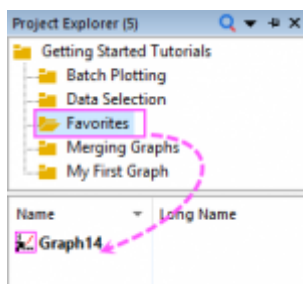 Project Explorer (5)
Getting Started Tutorials
Batch Plotting
Data Selection
Favorites
Merging Graphs
My First Graph
Name Long Name
Graph14